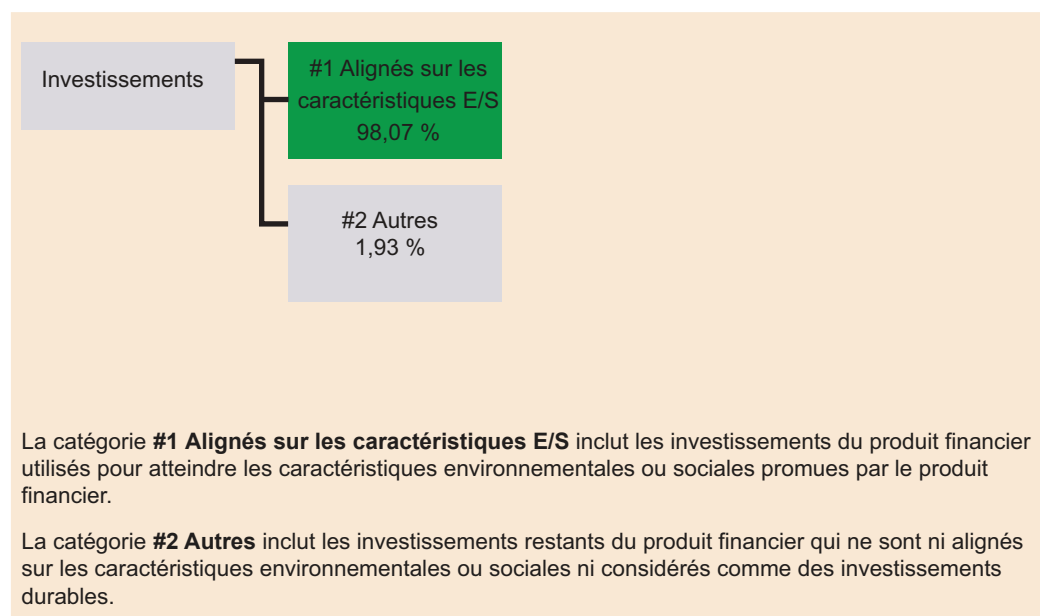 Investissements
#1 Alignés sur les
caractéristiques E/S
98,07 %
#2 Autres
1,93 %
La catégorie #1 Alignés sur les caractéristiques E/S inclut les investissements du produit financier
utilisés pour atteindre les caractéristiques environnementales ou sociales promues par le produit
financier.
La catégorie #2 Autres inclut les investissements restants du produit financier qui ne sont ni alignés
sur les caractéristiques environnementales ou sociales ni considérés comme des investissements
durables.